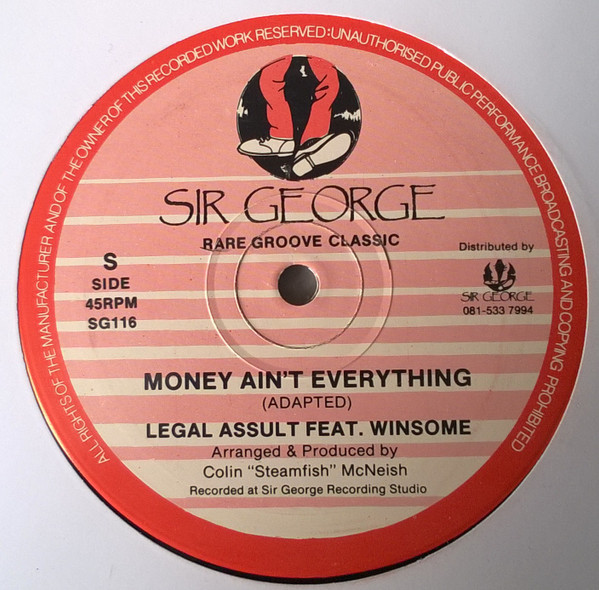 ALL RIGHTS OF THE MANUFACTURER AND OF THE OWNER OF THIS RECORDED WORK RESERVED: UNAUTHORISED PUBLIC PERFORMANCE BROADCASTING AND COPYING PROHIBITED
SIR GEORGE
RARE GROOVE CLASSIC
S
SIDE
45RPM
SG116
Distributed by
SIR GEORGE
081-533 7994
MONEY AIN'T EVERYTHING
(ADAPTED)
LEGAL ASSULT FEAT. WINSOME
Arranged & Produced by
Colin "Steamfish" McNeish
Recorded at Sir George Recording Studio